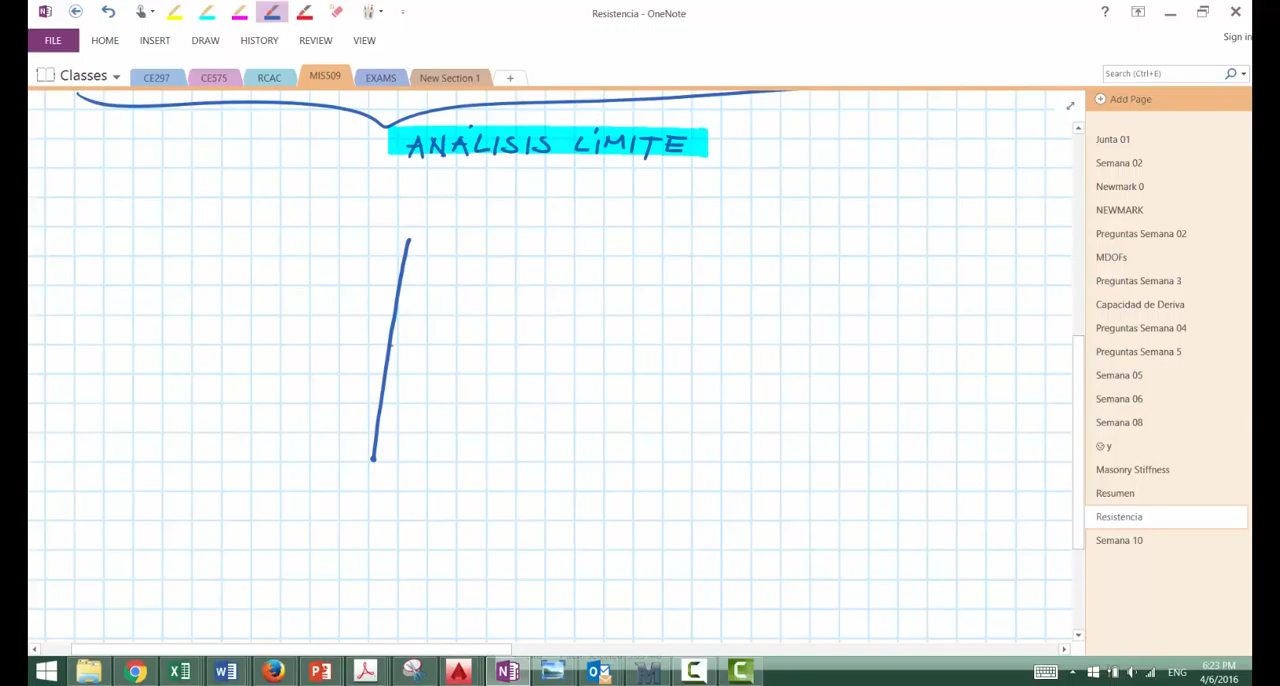 Resistencia - OneNote
?
FILE HOME INSERT DRAW HISTORY REVIEW VIEW
Sign in
Classes CE297 CE575 RCAC MIS509 EXAMS New Section 1 +
Search (Ctrl+E)
Add Page
ANÁLISIS LÍMITE
Junta 01
Semana 02
Newmark 0
NEWMARK
Preguntas Semana 02
MDOFs
Preguntas Semana 3
Capacidad de Deriva
Preguntas Semana 04
Preguntas Semana 5
Semana 05
Semana 06
Semana 08
☺ y
Masonry Stiffness
Resumen
Resistencia
Semana 10
ENG
6:23 PM
4/6/2016